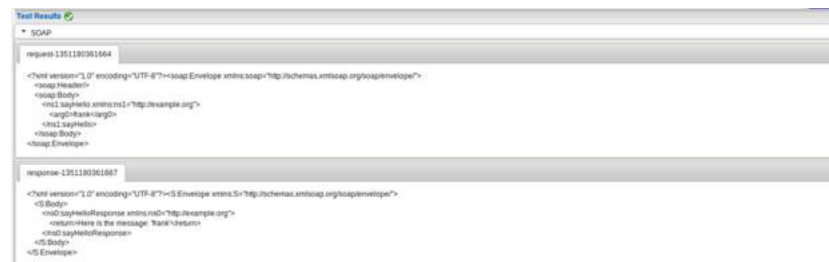 Test Results
SOAP
request-1351180361664
<?xml version="1.0" encoding="UTF-8"?><soap:Envelope xmlns:soap="http://schemas.xmlsoap.org/soap/envelope/">
<soap:Header/>
<soap:Body>
<ns1:sayHello xmlns:ns1="http://example.org">
<arg0>frank</arg0>
</ns1:sayHello>
</soap:Body>
</soap:Envelope>
response-1351180361667
<?xml version="1.0" encoding="UTF-8"?><S:Envelope xmlns:S="http://schemas.xmlsoap.org/soap/envelope/">
<S:Body>
<ns0:sayHelloResponse xmlns:ns0="http://example.org">
<return>Here is the message: 'frank'</return>
</ns0:sayHelloResponse>
</S:Body>
</S:Envelope>